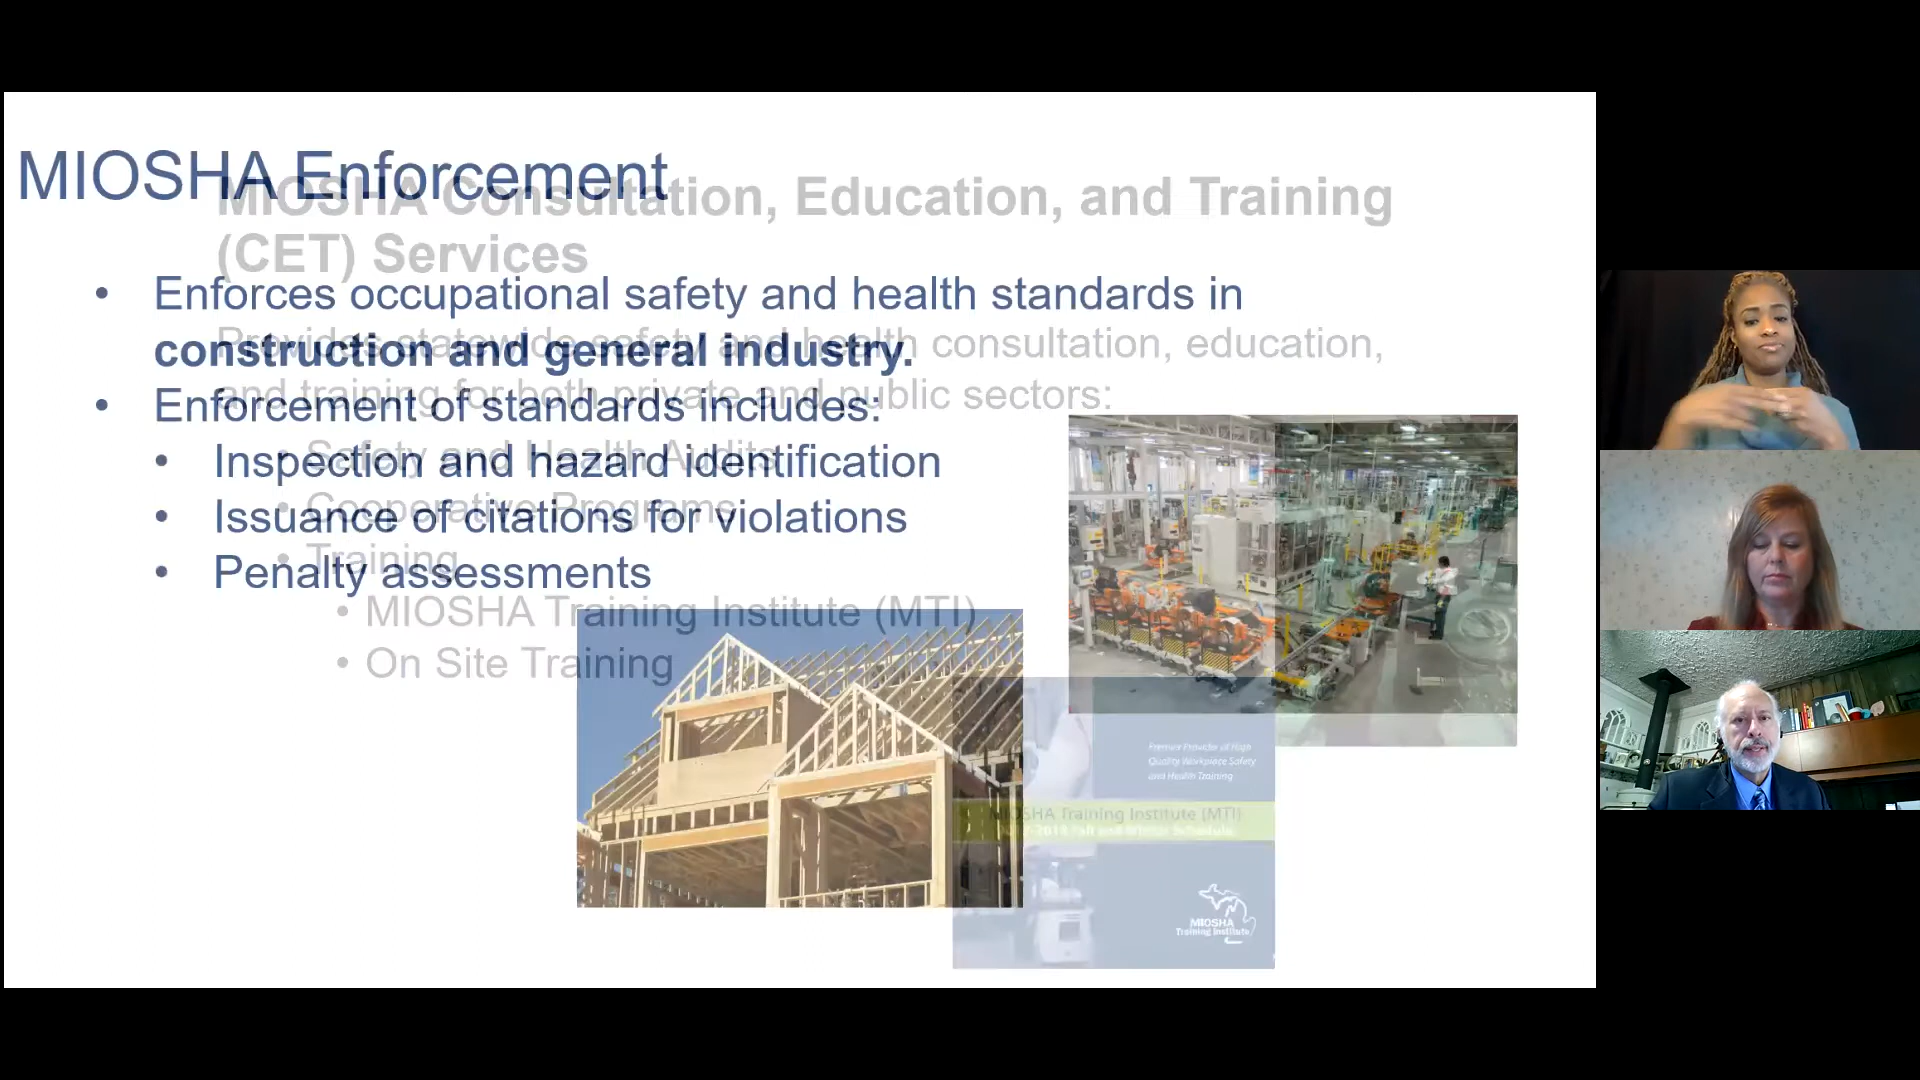 MIOSHA Enforcement
• Enforces occupational safety and health standards in
construction and general industry.
• Enforcement of standards includes:
• Inspection and hazard identification
• Issuance of citations for violations
• Penalty assessments
MIOSHA Consultation, Education, and Training
(CET) Services
Provides statewide safety and health consultation, education,
and training for both private and public sectors:
• Safety and Health Audits
• Cooperative Programs
• Training
• MIOSHA Training Institute (MTI)
• On Site Training
Premiere Provider of High
Quality Workplace Safety
and Health Training
MIOSHA Training Institute (MTI)
MIOSHA
Training Institute